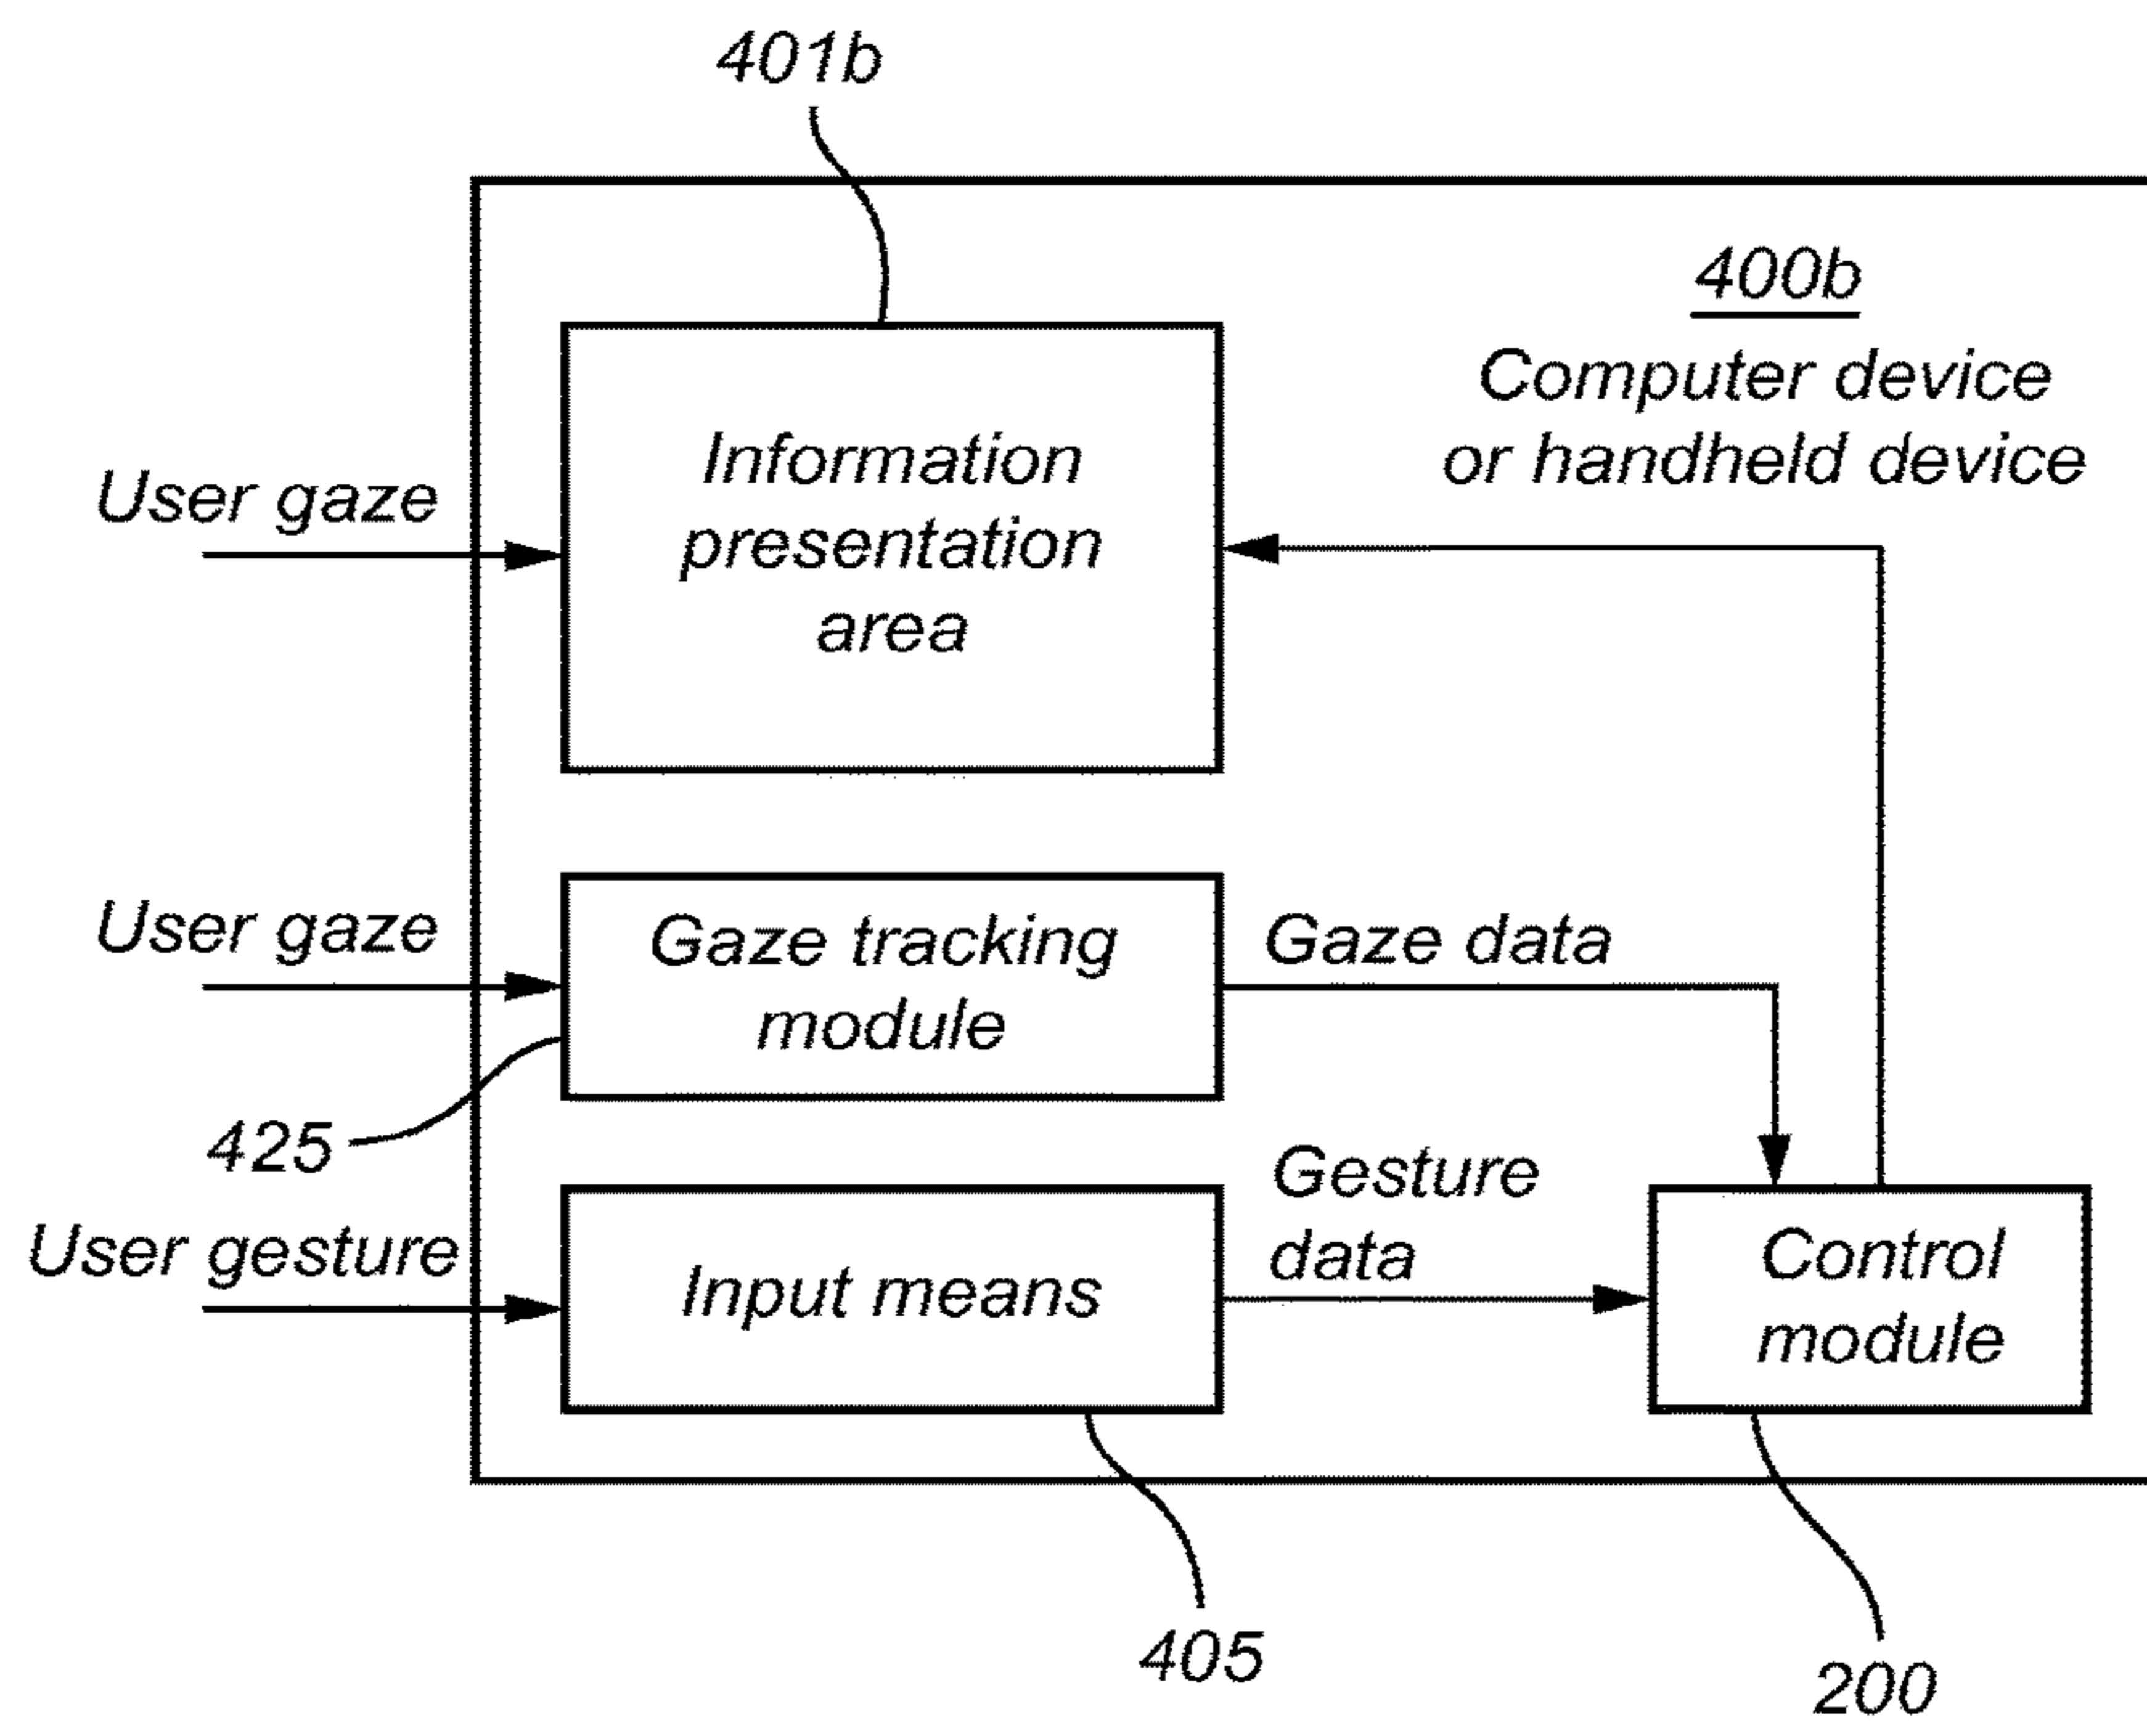 401b
400b
Computer device
or handheld device
Information
presentation
area
User gaze
User gaze
Gaze tracking
module
Gaze data
425
User gesture
Input means
Gesture
data
Control
module
405
200